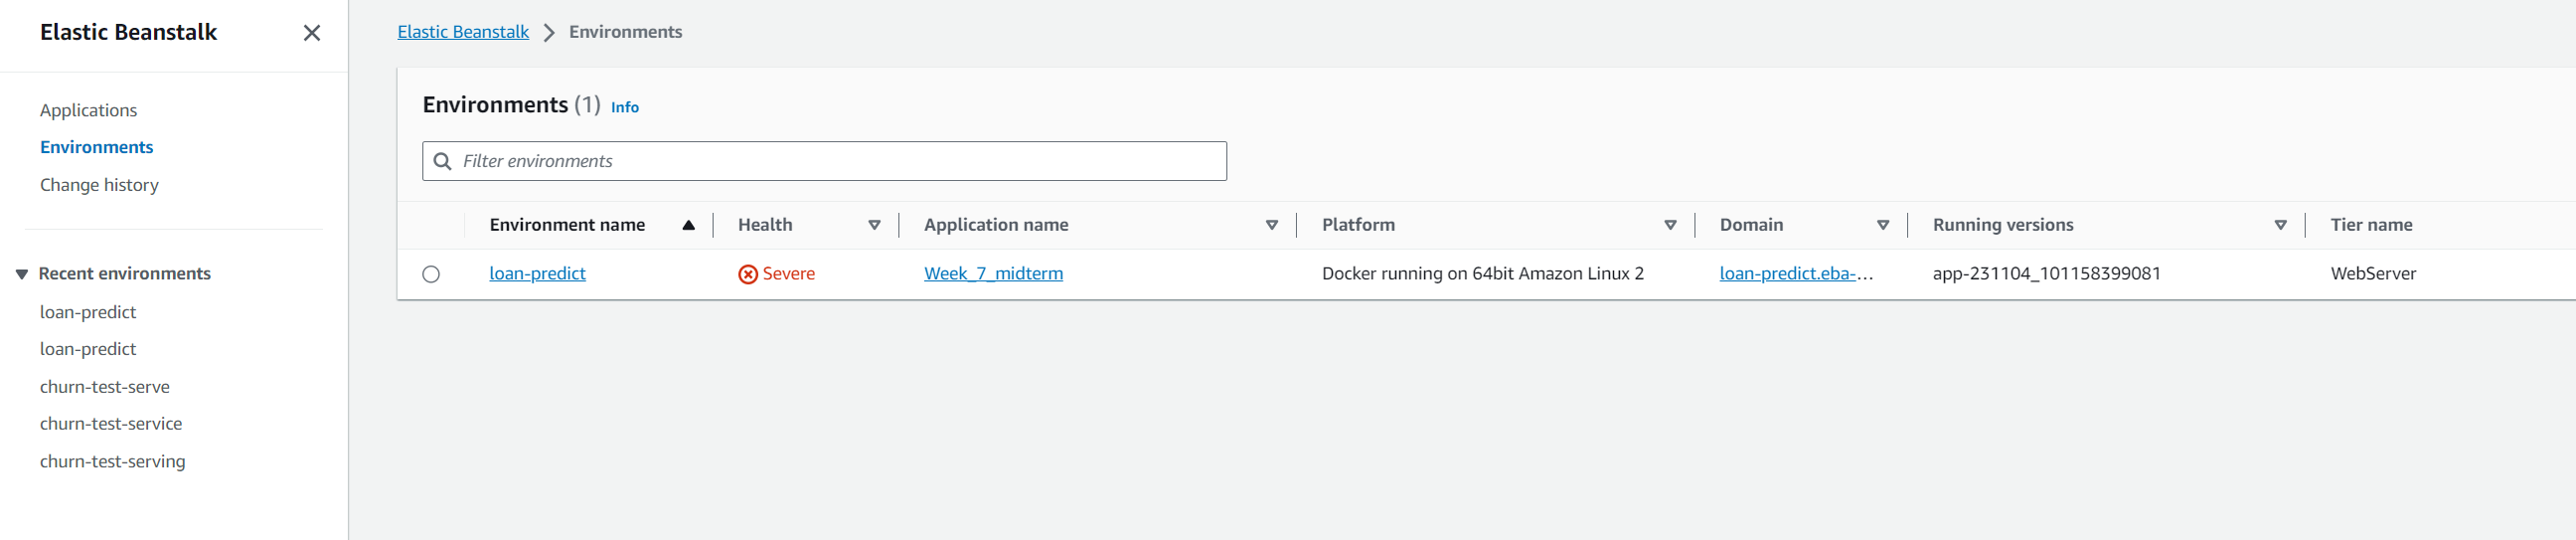 Elastic Beanstalk
Applications
Environments
Change history
Recent environments
loan-predict
loan-predict
churn-test-serve
churn-test-service
churn-test-serving
Elastic Beanstalk > Environments
Environments (1) Info
Filter environments
Environment name Health Application name Platform Domain Running versions Tier name
loan-predict Severe Week_7_midterm Docker running on 64bit Amazon Linux 2 loan-predict.eba-... app-231104_101158399081 WebServer